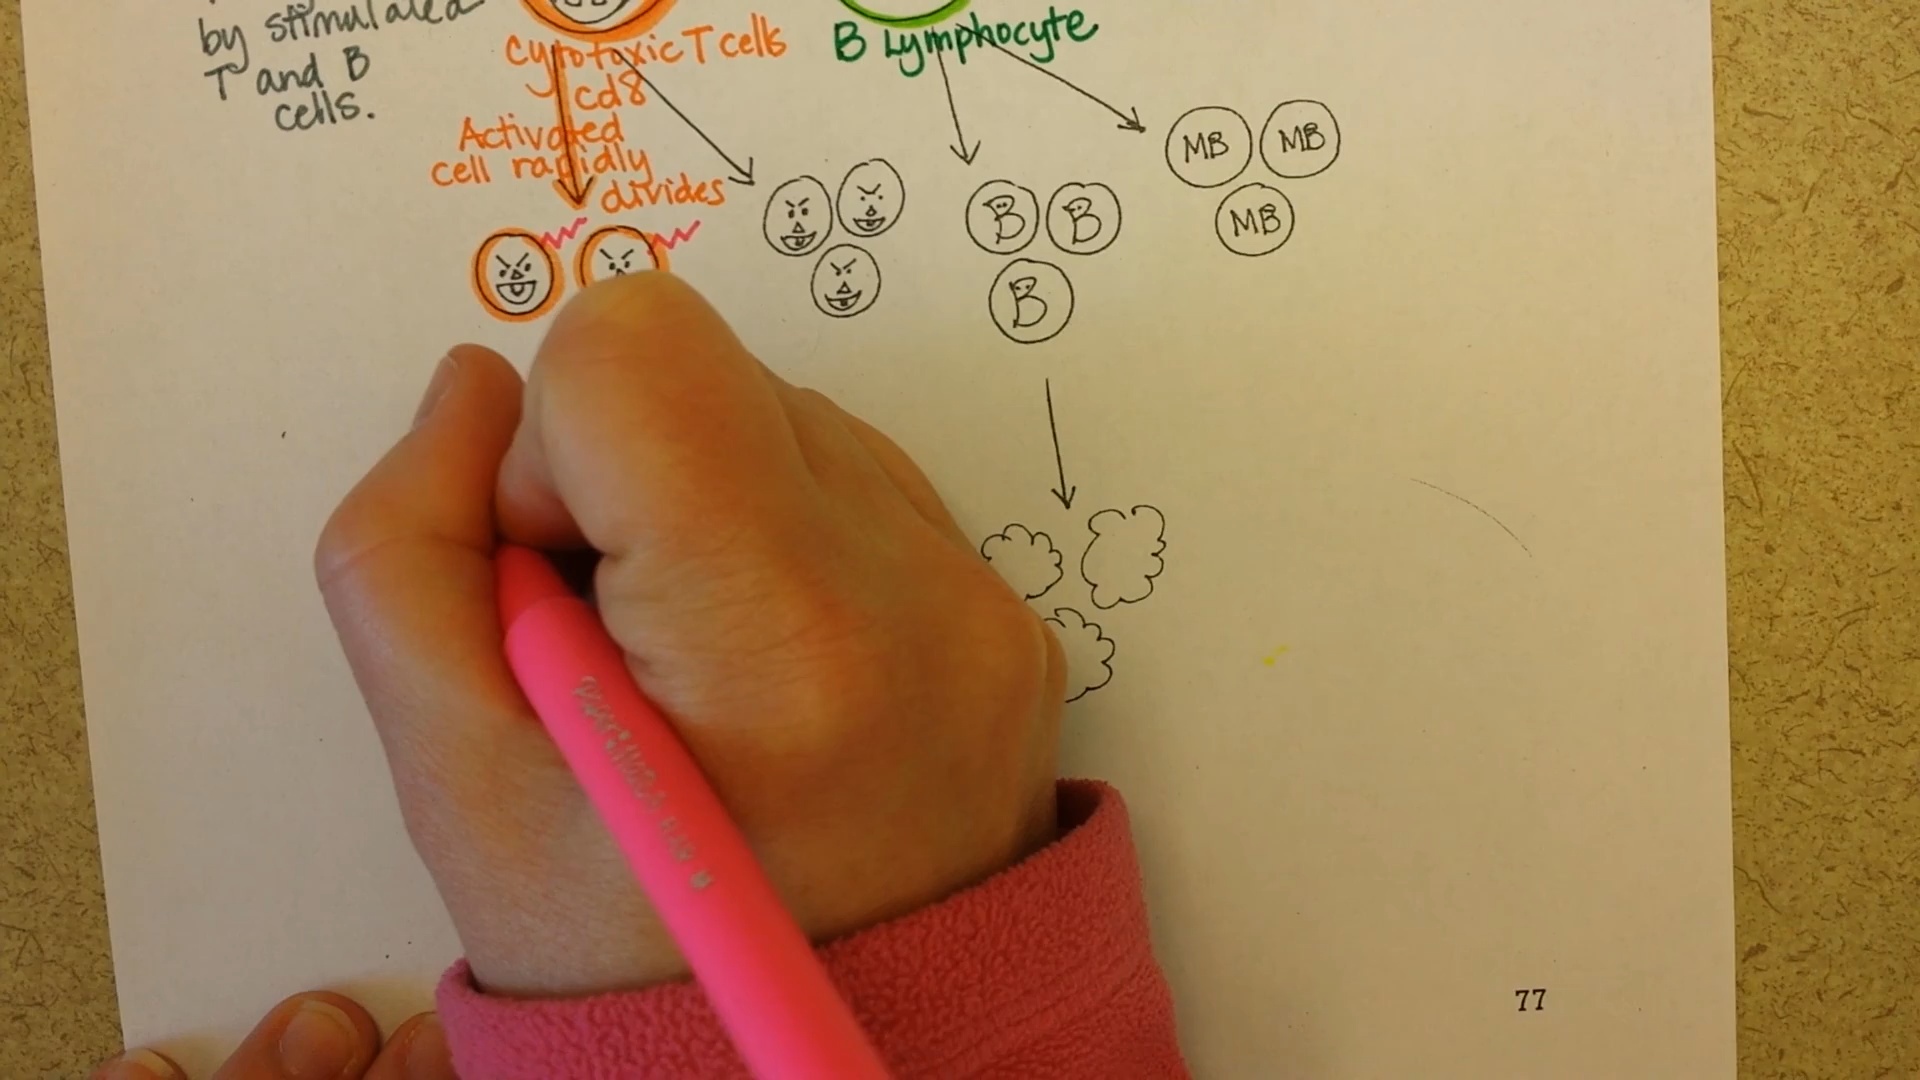 by stimulated
T and B
cells.
Cytotoxic T cells
cd8
Activated
cell rapidly
divides
B Lymphocyte
MB MB
MB
B B
B
77